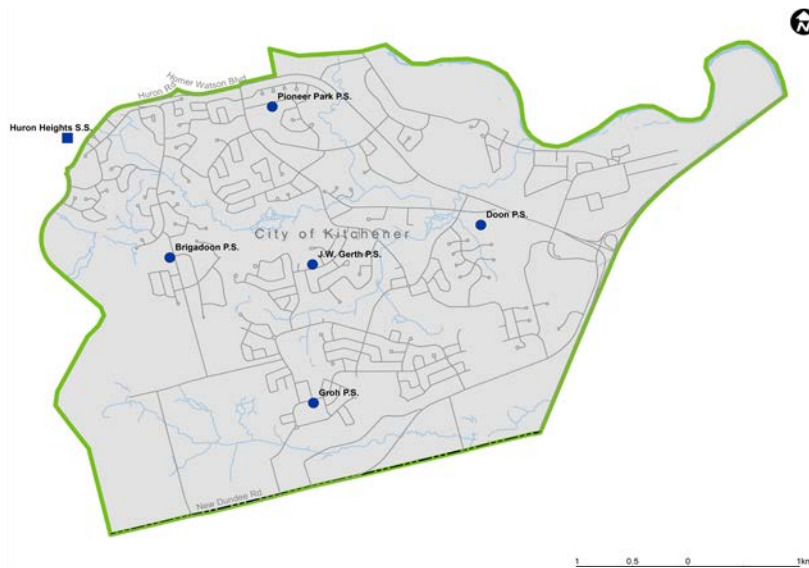 N
Homer Watson Blvd
Huron Rd
Pioneer Park P.S.
Huron Heights S.S.
Doon P.S.
City of Kitchener
Brigadoon P.S.
J.W. Gerth P.S.
Groh P.S.
New Dundee Rd
1 0.5 0 1km